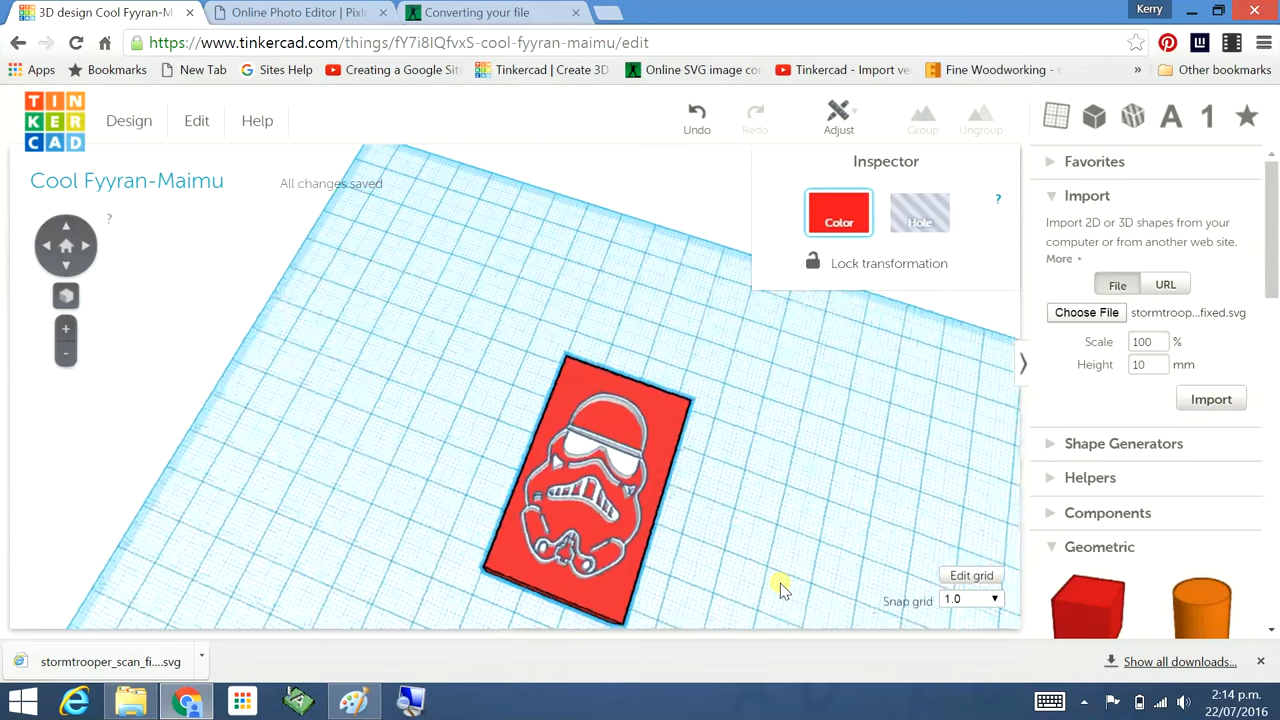 3D design Cool Fyyran-Ma
Online Photo Editor | Pixl
Converting your file
Kerry
https://www.tinkercad.com/things/fY7i8IQfvxS-cool-fyyran-maimu/edit
Apps
Bookmarks
New Tab
Sites Help
Creating a Google Si
Tinkercad | Create 3D
Online SVG image co
Tinkercad - Import ve
Fine Woodworking -
»
Other bookmarks
TIN
KER
CAD
Design
Edit
Help
Undo
Redo
Adjust
Group
Ungroup
A
1
Cool Fyyran-Maimu
All changes saved
?
+
-
Inspector
Color
Hole
?
Lock transformation
Favorites
Import
Import 2D or 3D shapes from your
computer or from another web site.
More
File
URL
Choose File
stormtroop...fixed.svg
Scale
100
%
Height
10
mm
Import
Shape Generators
Helpers
Components
Geometric
Edit grid
Snap grid
1.0
stormtrooper_scan_fi....svg
Show all downloads...
2:14 p.m.
22/07/2016